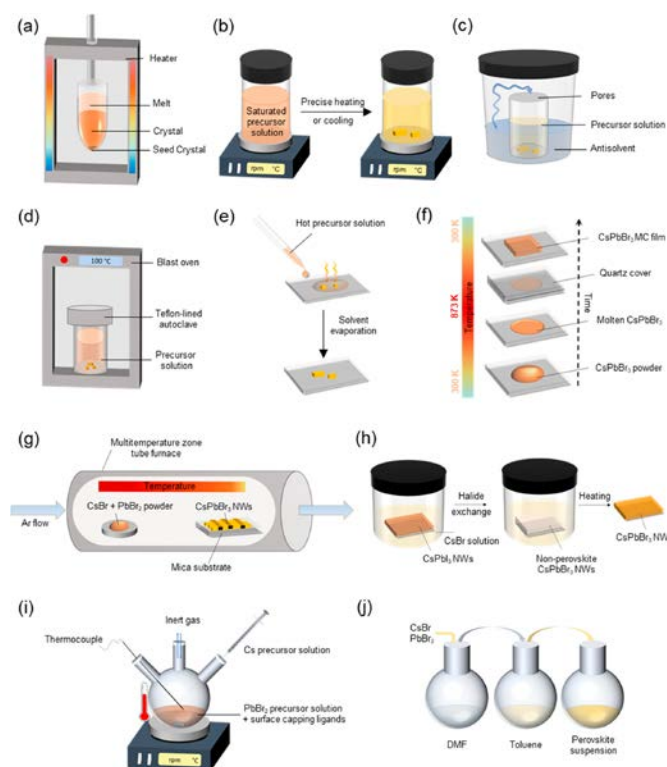 (a)
Heater
Melt
Crystal
Seed Crystal
(b)
Saturated
precursor
solution
Precise heating
or cooling
rpm °C
rpm °C
(c)
Pores
Precursor solution
Antisolvent
(d)
100 °C
Blast oven
Teflon-lined
autoclave
Precursor
solution
(e)
Hot precursor solution
Solvent
evaporation
(f)
300 K
873 K
Temperature
300 K
CsPbBr₃ MC film
Quartz cover
Molten CsPbBr₃
CsPbBr₃ powder
Time
(g)
Multitemperature zone
tube furnace
Temperature
Ar flow
CsBr + PbBr₂ powder
CsPbBr₃ NWs
Mica substrate
(h)
Halide
exchange
Heating
CsBr solution
CsPbI₃ NWs
Non-perovskite
CsPbBr₃ NWs
CsPbBr₃ NW
(i)
Inert gas
Thermocouple
Cs precursor solution
PbBr₂ precursor solution
+ surface capping ligands
rpm °C
(j)
CsBr
PbBr₂
DMF
Toluene
Perovskite
suspension